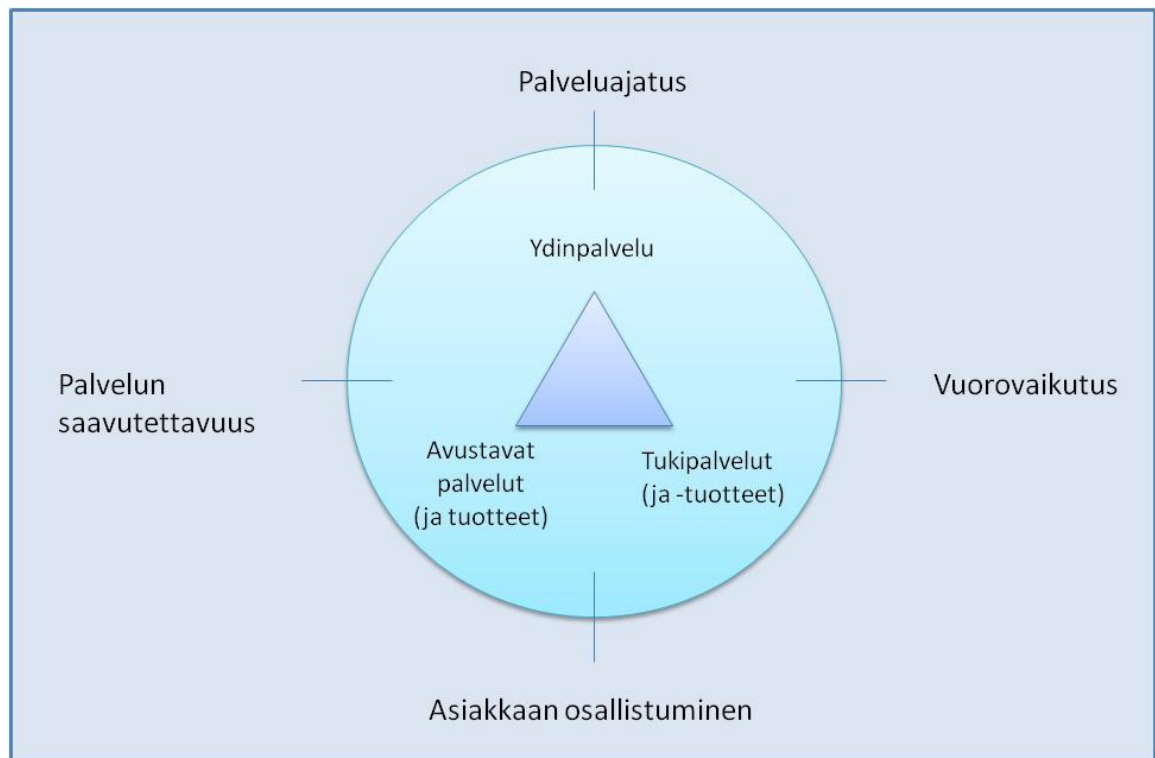 Palveluajatus
Ydinpalvelu
Palvelun
saavutettavuus
Vuorovaikutus
Avustavat
palvelut
(ja tuotteet)
Tukipalvelut
(ja -tuotteet)
Asiakkaan osallistuminen